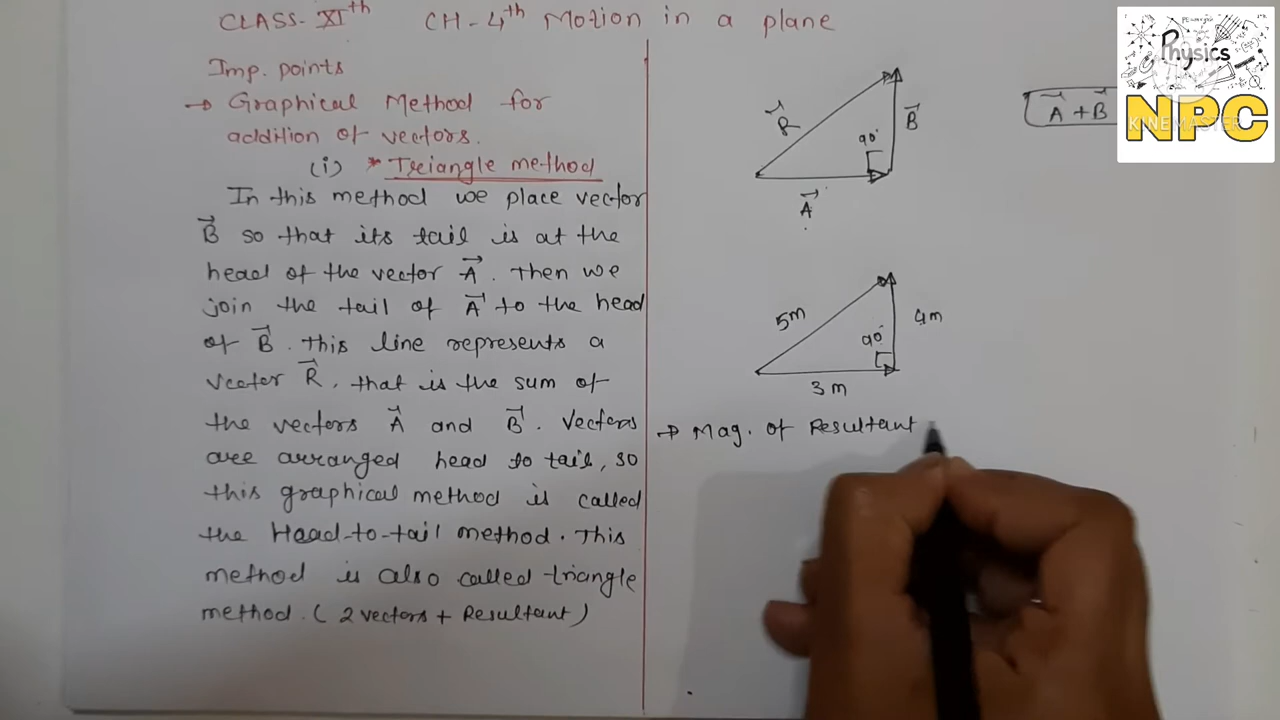 CLASS-XIth CH-4th Motion in a plane
Imp. points
→ Graphical Method for
addition of vectors.
(i) * Triangle method
In this method we place vector
B⃗ so that its tail is at the
head of the vector A⃗. Then we
join the tail of A⃗ to the head
of B⃗. This line represents a
vector R⃗, that is the sum of
the vectors A⃗ and B⃗. Vectors
are arranged head to tail, so
this graphical method is called
the Head-to-tail method. This
method is also called triangle
method. (2 vectors + Resultant)
R⃗
B⃗
90°
A⃗
A⃗ + B⃗
5m
4m
90°
3 m
→ Mag. of Resultant
Physics
NPC
KINEMASTER